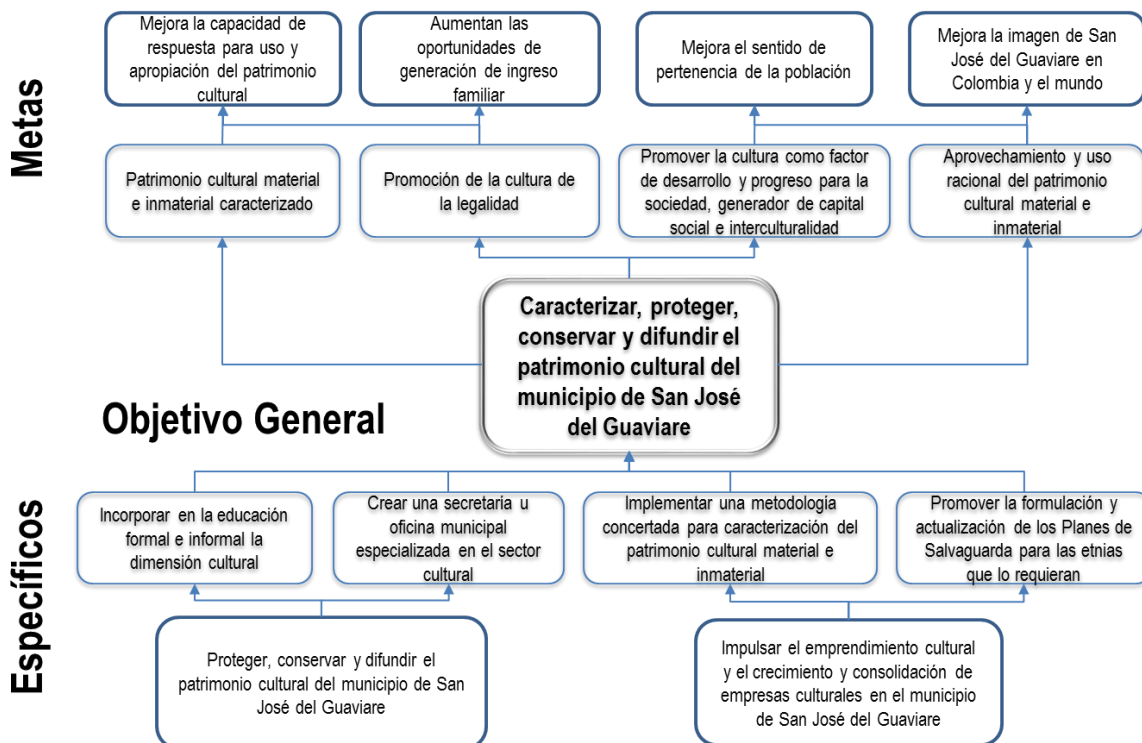 Metas
Mejora la capacidad de
respuesta para uso y
apropiación del patrimonio
cultural
Aumentan las
oportunidades de
generación de ingreso
familiar
Mejora el sentido de
pertenencia de la población
Mejora la imagen de San
José del Guaviare en
Colombia y el mundo
Patrimonio cultural material
e inmaterial caracterizado
Promoción de la cultura de
la legalidad
Promover la cultura como factor
de desarrollo y progreso para la
sociedad, generador de capital
social e interculturalidad
Aprovechamiento y uso
racional del patrimonio
cultural material e
inmaterial
Objetivo General
Caracterizar, proteger,
conservar y difundir el
patrimonio cultural del
municipio de San José
del Guaviare
Específicos
Incorporar en la educación
formal e informal la
dimensión cultural
Crear una secretaria u
oficina municipal
especializada en el sector
cultural
Implementar una metodología
concertada para caracterización del
patrimonio cultural material e
inmaterial
Promover la formulación y
actualización de los Planes de
Salvaguarda para las etnias
que lo requieran
Proteger, conservar y difundir el
patrimonio cultural del municipio de San
José del Guaviare
Impulsar el emprendimiento cultural
y el crecimiento y consolidación de
empresas culturales en el municipio
de San José del Guaviare